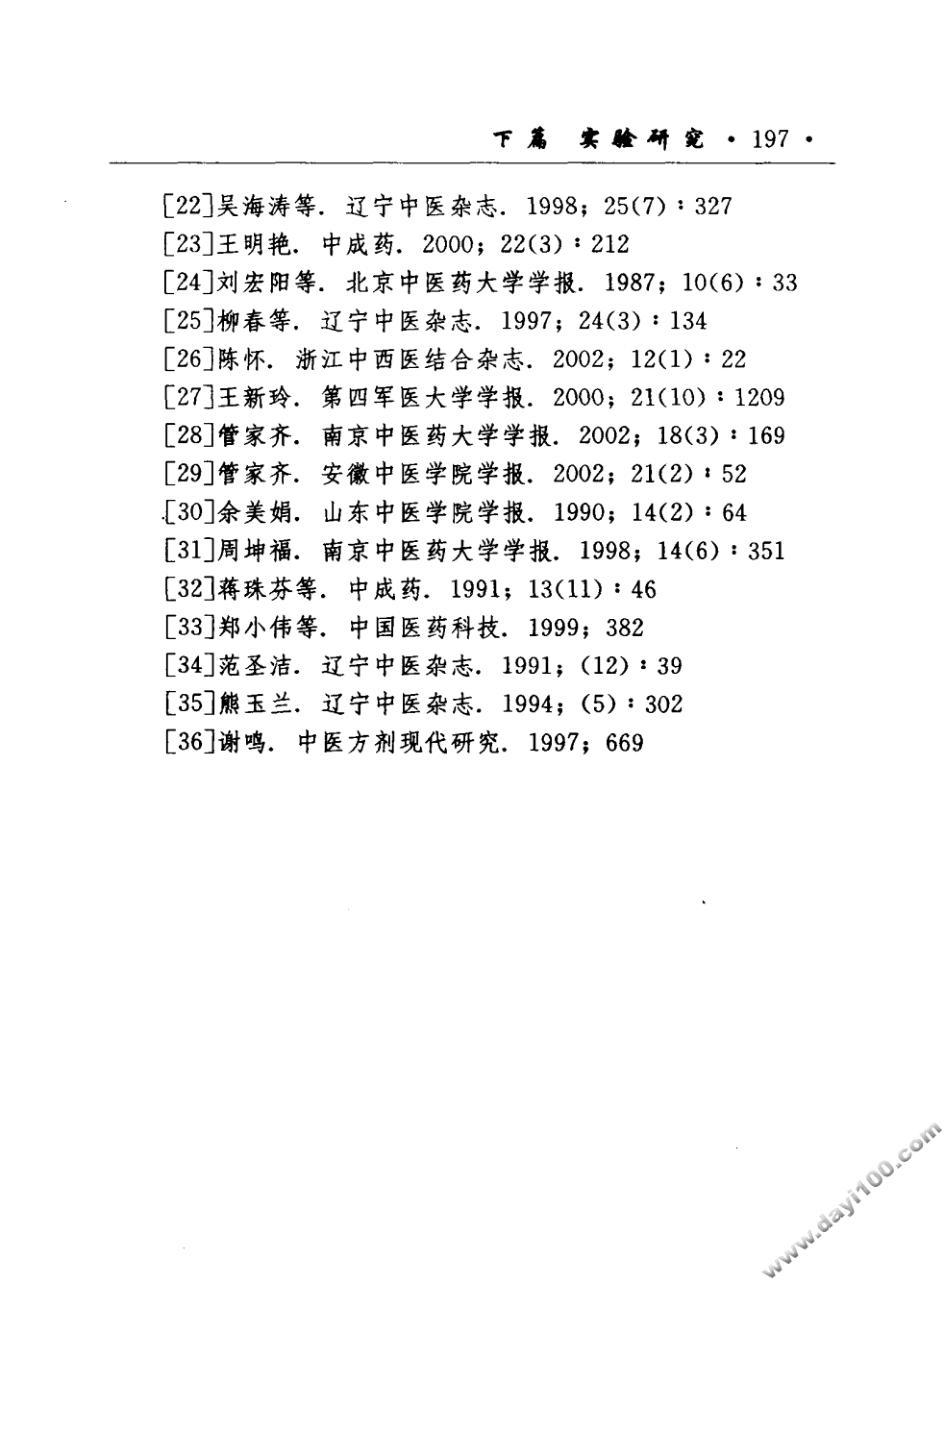 下篇 实验研究 · 197 ·
[22]吴海涛等. 辽宁中医杂志. 1998; 25(7)∶327
[23]王明艳. 中成药. 2000; 22(3)∶212
[24]刘宏阳等. 北京中医药大学学报. 1987; 10(6)∶33
[25]柳春等. 辽宁中医杂志. 1997; 24(3)∶134
[26]陈怀. 浙江中西医结合杂志. 2002; 12(1)∶22
[27]王新玲. 第四军医大学学报. 2000; 21(10)∶1209
[28]管家齐. 南京中医药大学学报. 2002; 18(3)∶169
[29]管家齐. 安徽中医学院学报. 2002; 21(2)∶52
[30]余美娟. 山东中医学院学报. 1990; 14(2)∶64
[31]周坤福. 南京中医药大学学报. 1998; 14(6)∶351
[32]蒋珠芬等. 中成药. 1991; 13(11)∶46
[33]郑小伟等. 中国医药科技. 1999; 382
[34]范圣洁. 辽宁中医杂志. 1991; (12)∶39
[35]熊玉兰. 辽宁中医杂志. 1994; (5)∶302
[36]谢鸣. 中医方剂现代研究. 1997; 669
www.dayi100.com